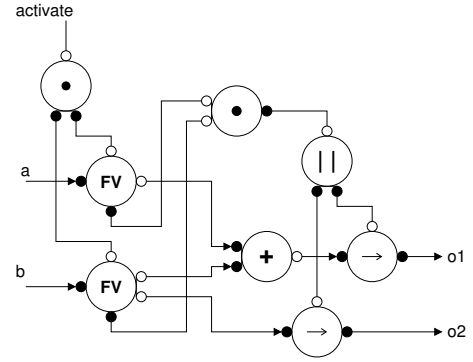 activate
•
•
||
a
FV
+
→
o1
b
FV
→
o2